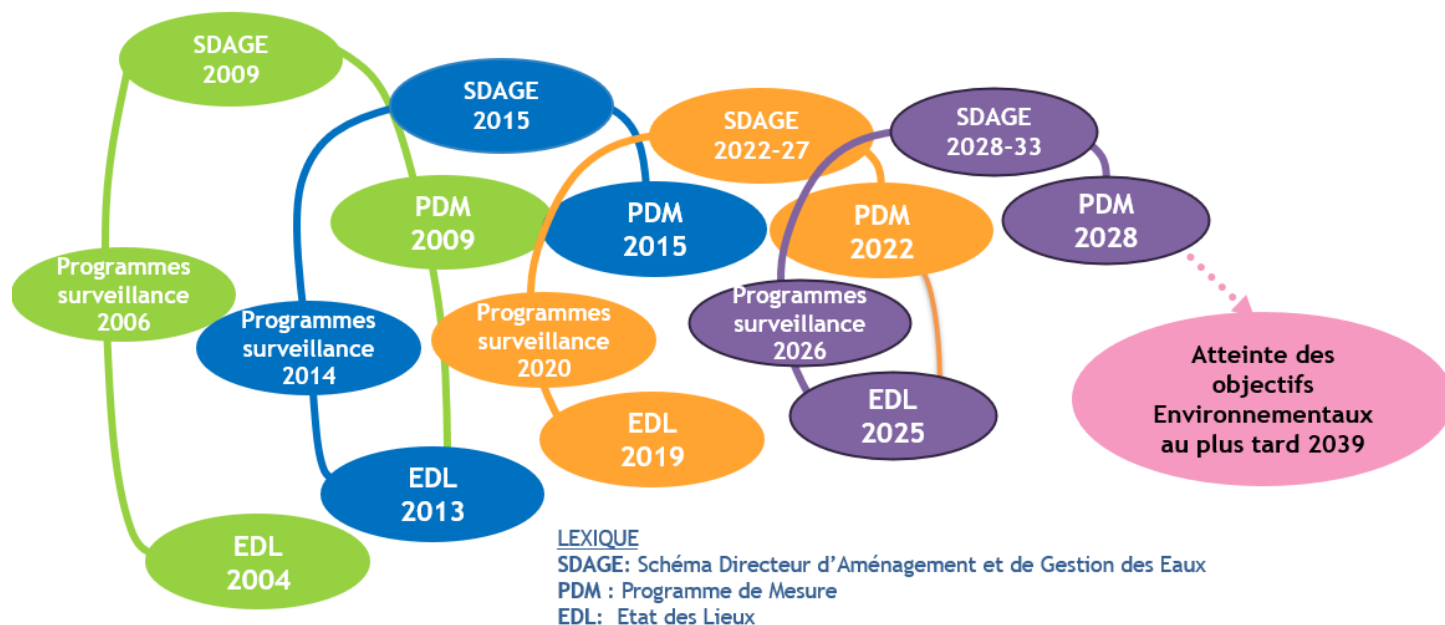 SDAGE
2009
SDAGE
2015
SDAGE
2022-27
SDAGE
2028-33
PDM
2009
PDM
2015
PDM
2022
PDM
2028
Programmes
surveillance
2006
Programmes
surveillance
2014
Programmes
surveillance
2020
Programmes
surveillance
2026
EDL
2004
EDL
2013
EDL
2019
EDL
2025
Atteinte des
objectifs
Environnementaux
au plus tard 2039
LEXIQUE
SDAGE: Schéma Directeur d’Aménagement et de Gestion des Eaux
PDM : Programme de Mesure
EDL: Etat des Lieux